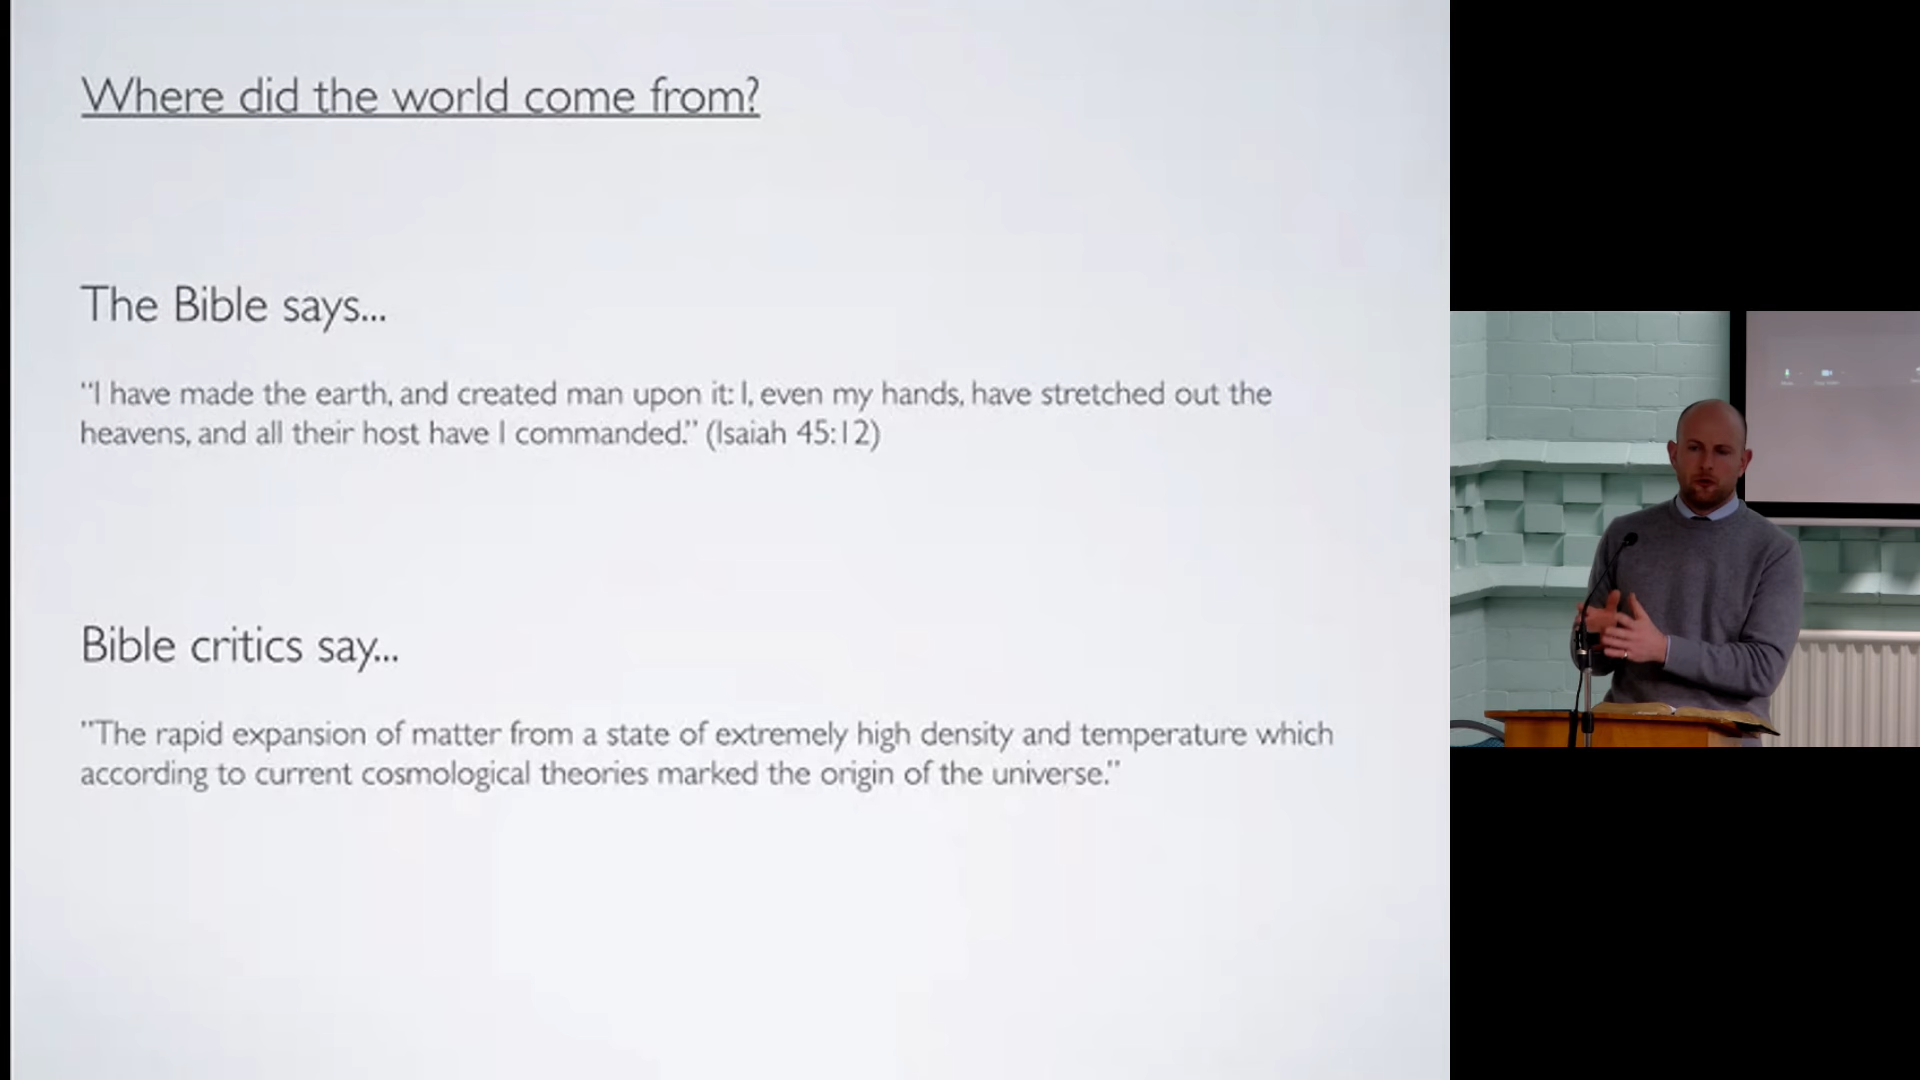 Where did the world come from?
The Bible says...
"I have made the earth, and created man upon it: I, even my hands, have stretched out the
heavens, and all their host have I commanded." (Isaiah 45:12)
Bible critics say...
"The rapid expansion of matter from a state of extremely high density and temperature which
according to current cosmological theories marked the origin of the universe."